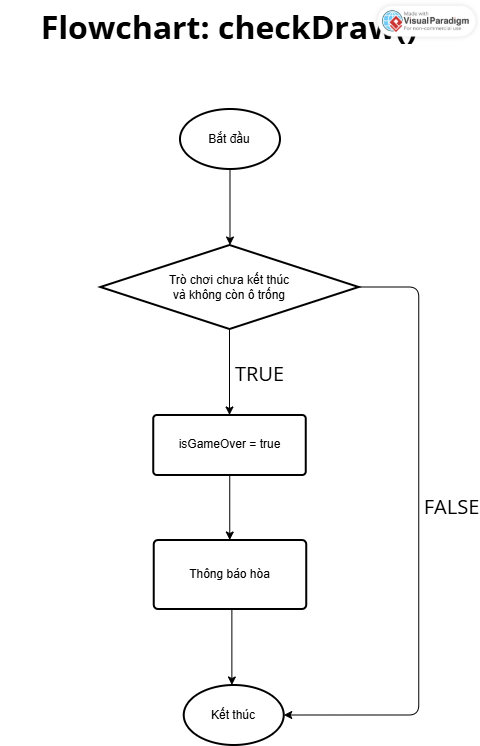 Flowchart: checkDraw()
Made with
Visual Paradigm
For non-commercial use
Bắt đầu
Trò chơi chưa kết thúc
và không còn ô trống
TRUE
isGameOver = true
FALSE
Thông báo hòa
Kết thúc